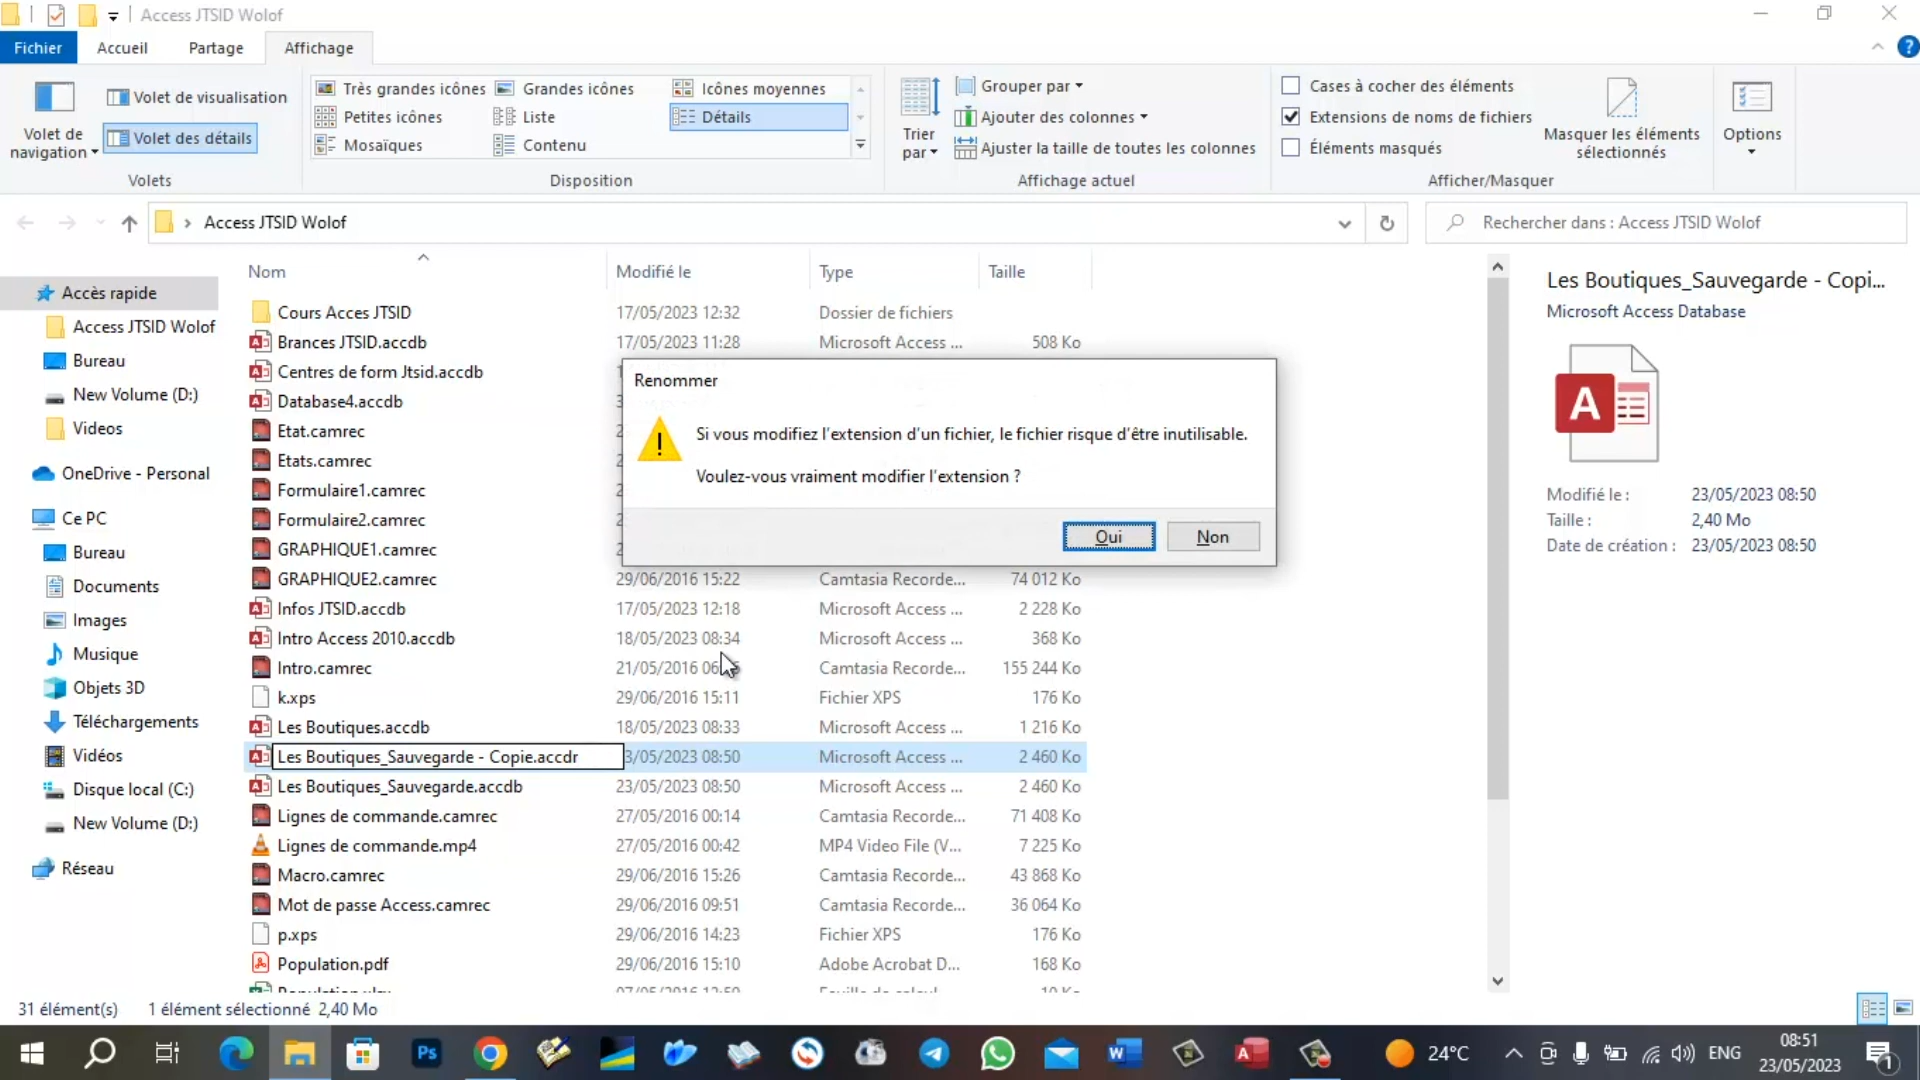 Access JTSID Wolof
Fichier Accueil Partage Affichage
Volet de navigation
Volet de visualisation
Volet des détails
Volets
Très grandes icônes Grandes icônes Icônes moyennes
Petites icônes Liste Détails
Mosaïques Contenu
Disposition
Trier par
Grouper par
Ajouter des colonnes
Ajuster la taille de toutes les colonnes
Affichage actuel
Cases à cocher des éléments
Extensions de noms de fichiers
Éléments masqués
Masquer les éléments sélectionnés
Afficher/Masquer
Options
Access JTSID Wolof
Rechercher dans : Access JTSID Wolof
Accès rapide
Access JTSID Wolof
Bureau
New Volume (D:)
Videos
OneDrive - Personal
Ce PC
Bureau
Documents
Images
Musique
Objets 3D
Téléchargements
Vidéos
Disque local (C:)
New Volume (D:)
Réseau
Nom Modifié le Type Taille
Cours Acces JTSID 17/05/2023 12:32 Dossier de fichiers
Brances JTSID.accdb 17/05/2023 11:28 Microsoft Access ... 508 Ko
Centres de form Jtsid.accdb
Database4.accdb
Etat.camrec
Etats.camrec
Formulaire1.camrec
Formulaire2.camrec
GRAPHIQUE1.camrec
GRAPHIQUE2.camrec 29/06/2016 15:22 Camtasia Recorde... 74 012 Ko
Infos JTSID.accdb 17/05/2023 12:18 Microsoft Access ... 2 228 Ko
Intro Access 2010.accdb 18/05/2023 08:34 Microsoft Access ... 368 Ko
Intro.camrec 21/05/2016 Camtasia Recorde... 155 244 Ko
k.xps 29/06/2016 15:11 Fichier XPS 176 Ko
Les Boutiques.accdb 18/05/2023 08:33 Microsoft Access ... 1 216 Ko
Les Boutiques_Sauvegarde - Copie.accdr 3/05/2023 08:50 Microsoft Access ... 2 460 Ko
Les Boutiques_Sauvegarde.accdb 23/05/2023 08:50 Microsoft Access ... 2 460 Ko
Lignes de commande.camrec 27/05/2016 00:14 Camtasia Recorde... 71 408 Ko
Lignes de commande.mp4 27/05/2016 00:42 MP4 Video File (V... 7 225 Ko
Macro.camrec 29/06/2016 15:26 Camtasia Recorde... 43 868 Ko
Mot de passe Access.camrec 29/06/2016 09:51 Camtasia Recorde... 36 064 Ko
p.xps 29/06/2016 14:23 Fichier XPS 176 Ko
Population.pdf 29/06/2016 15:10 Adobe Acrobat D... 168 Ko
Renommer
Si vous modifiez l'extension d'un fichier, le fichier risque d'être inutilisable.
Voulez-vous vraiment modifier l'extension ?
Oui Non
Les Boutiques_Sauvegarde - Copi...
Microsoft Access Database
A
Modifié le : 23/05/2023 08:50
Taille : 2,40 Mo
Date de création : 23/05/2023 08:50
31 élément(s) 1 élément sélectionné 2,40 Mo
24°C
ENG
08:51
23/05/2023
1